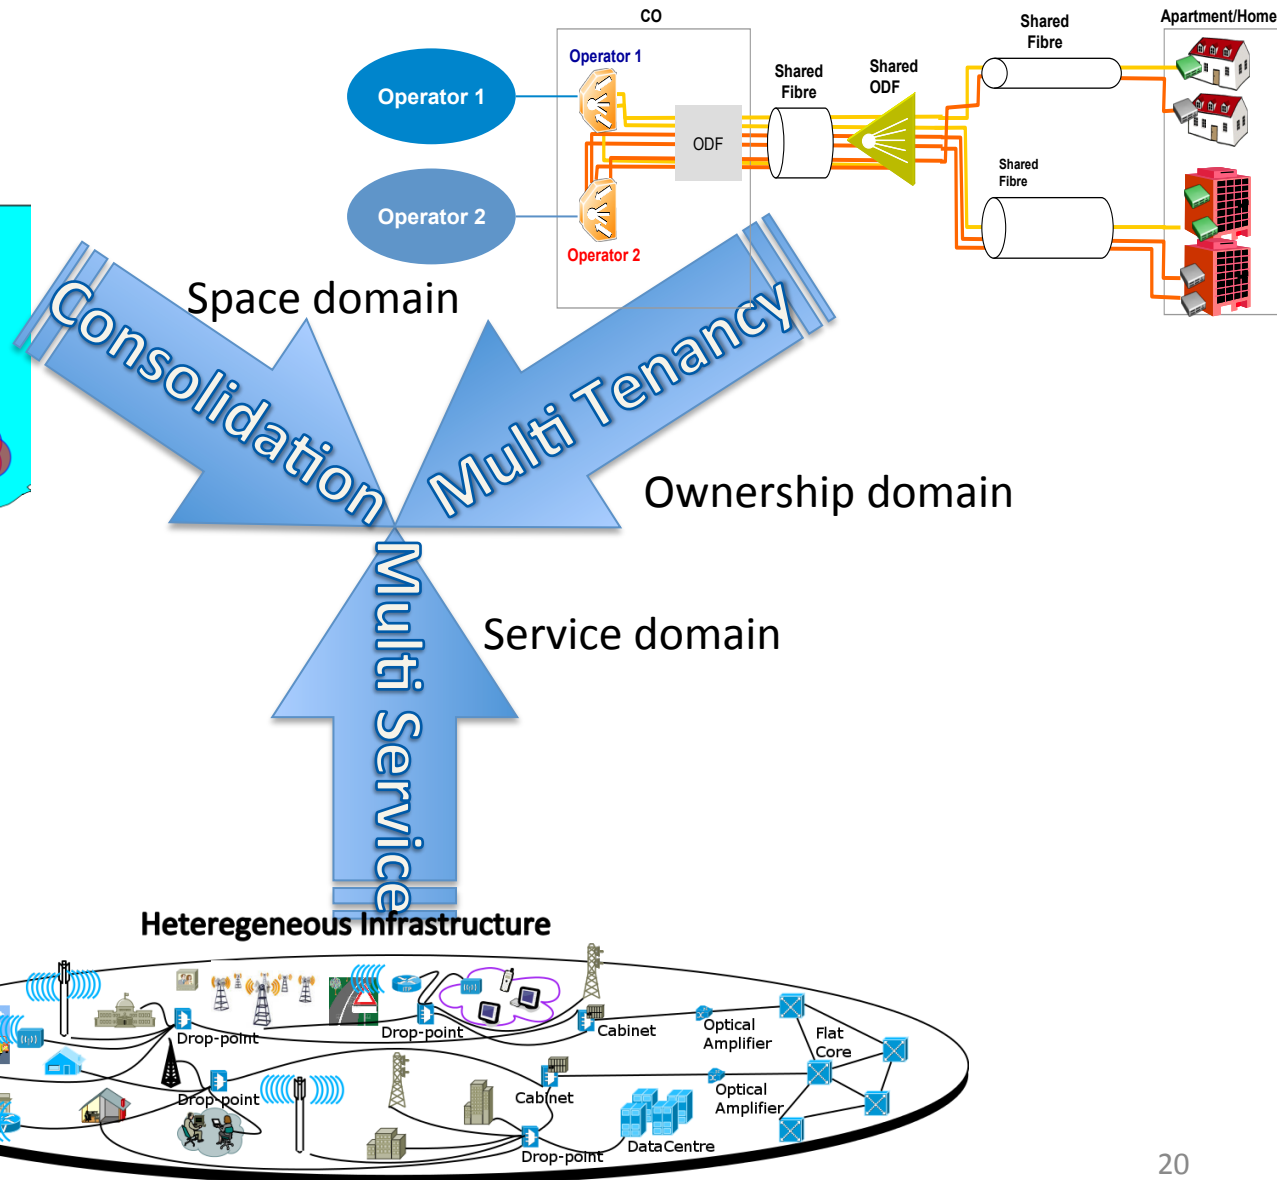 CO
Apartment/Home
Shared
Fibre
Operator 1
Operator 1
Shared
Fibre
Shared
ODF
ODF
Shared
Fibre
Operator 2
Operator 2
Space domain
Consolidation
Multi Tenancy
Ownership domain
Service domain
Multi Service
Heteregeneous Infrastructure
Drop-point
Drop-point
Cabinet
Optical
Amplifier
Flat
Core
Drop-point
Cabinet
Optical
Amplifier
Drop-point
DataCentre
20